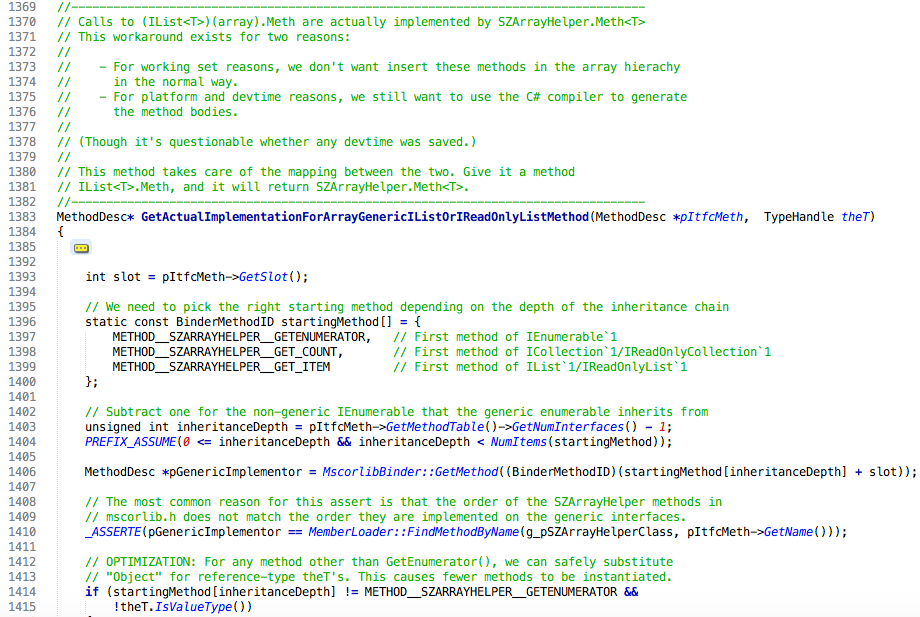 1369 //----------------------------------------------------------------------------------
1370 // Calls to (IList<T>)(array).Meth are actually implemented by SZArrayHelper.Meth<T>
1371 // This workaround exists for two reasons:
1372 //
1373 //    - For working set reasons, we don't want insert these methods in the array hierachy
1374 //      in the normal way.
1375 //    - For platform and devtime reasons, we still want to use the C# compiler to generate
1376 //      the method bodies.
1377 //
1378 // (Though it's questionable whether any devtime was saved.)
1379 //
1380 // This method takes care of the mapping between the two. Give it a method
1381 // IList<T>.Meth, and it will return SZArrayHelper.Meth<T>.
1382 //----------------------------------------------------------------------------------
1383 MethodDesc* GetActualImplementationForArrayGenericIListOrIReadOnlyListMethod(MethodDesc *pItfcMeth,  TypeHandle theT)
1384 {
1385
1392
1393     int slot = pItfcMeth->GetSlot();
1394
1395     // We need to pick the right starting method depending on the depth of the inheritance chain
1396     static const BinderMethodID startingMethod[] = {
1397         METHOD__SZARRAYHELPER__GETENUMERATOR,   // First method of IEnumerable`1
1398         METHOD__SZARRAYHELPER__GET_COUNT,       // First method of ICollection`1/IReadOnlyCollection`1
1399         METHOD__SZARRAYHELPER__GET_ITEM         // First method of IList`1/IReadOnlyList`1
1400     };
1401
1402     // Subtract one for the non-generic IEnumerable that the generic enumerable inherits from
1403     unsigned int inheritanceDepth = pItfcMeth->GetMethodTable()->GetNumInterfaces() - 1;
1404     PREFIX_ASSUME(0 <= inheritanceDepth && inheritanceDepth < NumItems(startingMethod));
1405
1406     MethodDesc *pGenericImplementor = MscorlibBinder::GetMethod((BinderMethodID)(startingMethod[inheritanceDepth] + slot));
1407
1408     // The most common reason for this assert is that the order of the SZArrayHelper methods in
1409     // mscorlib.h does not match the order they are implemented on the generic interfaces.
1410     _ASSERTE(pGenericImplementor == MemberLoader::FindMethodByName(g_pSZArrayHelperClass, pItfcMeth->GetName()));
1411
1412     // OPTIMIZATION: For any method other than GetEnumerator(), we can safely substitute
1413     // "Object" for reference-type theT's. This causes fewer methods to be instantiated.
1414     if (startingMethod[inheritanceDepth] != METHOD__SZARRAYHELPER__GETENUMERATOR &&
1415         !theT.IsValueType())